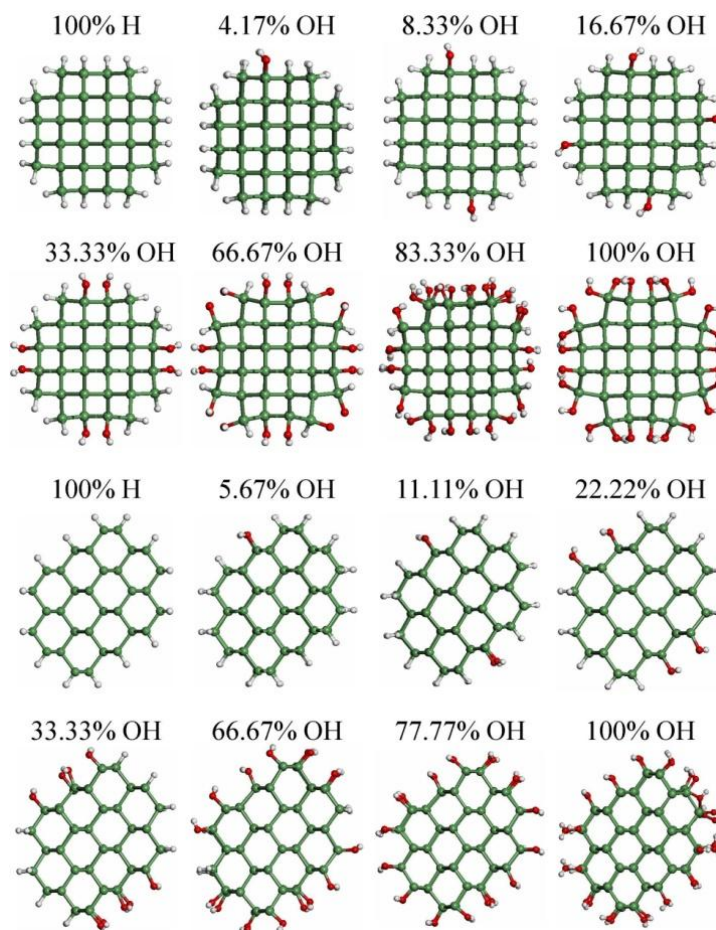 100% H 4.17% OH 8.33% OH 16.67% OH
33.33% OH 66.67% OH 83.33% OH 100% OH
100% H 5.67% OH 11.11% OH 22.22% OH
33.33% OH 66.67% OH 77.77% OH 100% OH